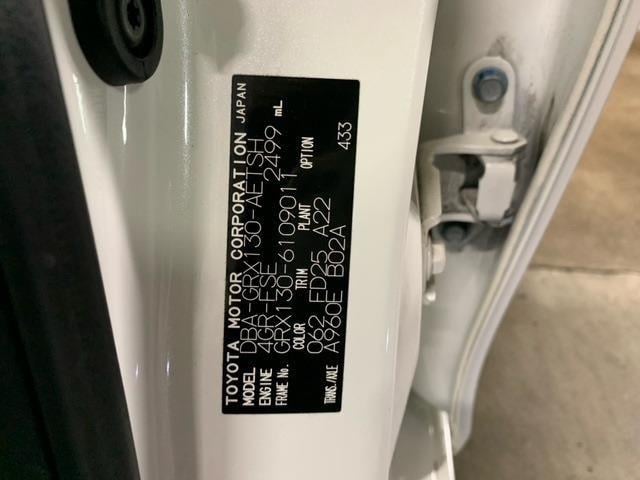 TOYOTA MOTOR CORPORATION JAPAN
MODEL DBA-GRX130-AETSH
ENGINE 4GR-FSE 2499 mL
FRAME No. GRX130-6109011
COLOR TRIM PLANT OPTION
062 FD25 A22 433
TRANS./AXLE A960E B02A